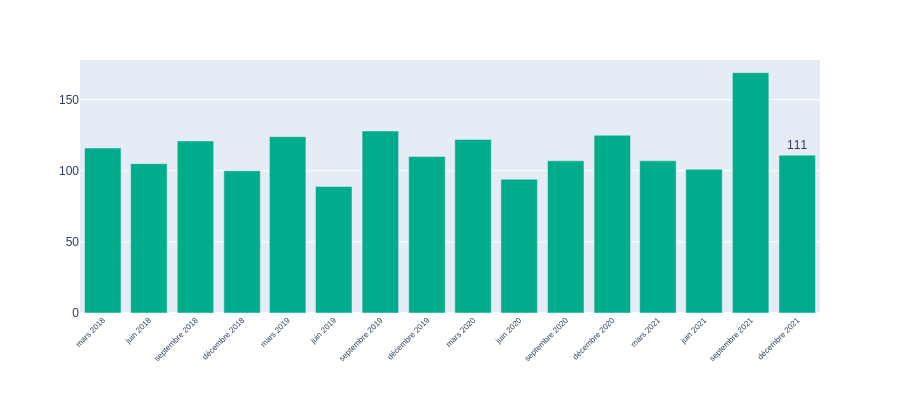 150
100
50
0
111
mars 2018
juin 2018
septembre 2018
décembre 2018
mars 2019
juin 2019
septembre 2019
décembre 2019
mars 2020
juin 2020
septembre 2020
décembre 2020
mars 2021
juin 2021
septembre 2021
décembre 2021